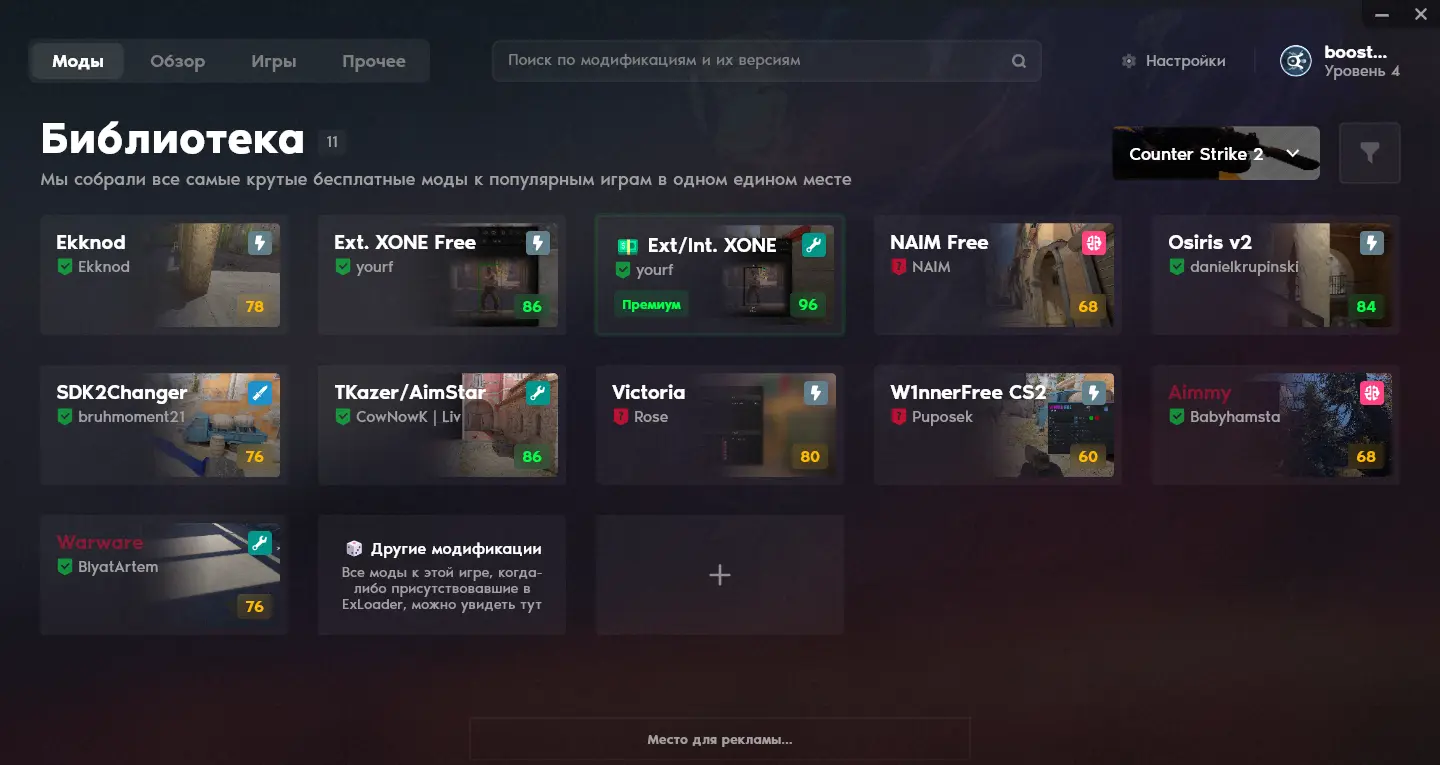 Моды
Обзор
Игры
Прочее
Поиск по модификациям и их версиям
Настройки
boost...
Уровень 4
Библиотека
11
Мы собрали все самые крутые бесплатные моды к популярным играм в одном едином месте
Counter Strike 2
Ekknod
Ekknod
78
Ext. XONE Free
yourf
86
Ext/Int. XONE
yourf
Премиум
96
NAIM Free
NAIM
68
Osiris v2
danielkrupinski
84
SDK2Changer
bruhmoment21
76
TKazer/AimStar
CowNowK | Liv
86
Victoria
Rose
80
W1nnerFree CS2
Puposek
60
Aimmy
Babyhamsta
68
Warware
BlyatArtem
76
Другие модификации
Все моды к этой игре, когда-
либо присутствовавшие в
ExLoader, можно увидеть тут
Место для рекламы...